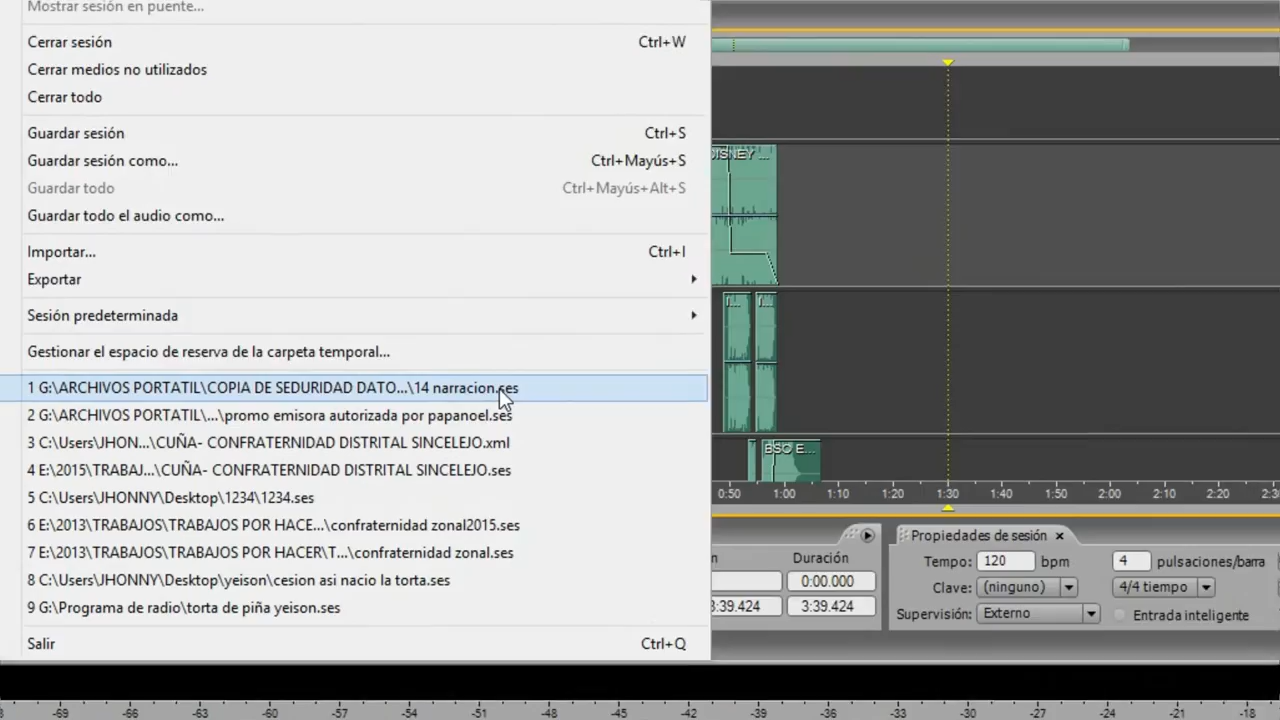 Mostrar sesión en puente...
Cerrar sesión Ctrl+W
Cerrar medios no utilizados
Cerrar todo
Guardar sesión Ctrl+S
Guardar sesión como... Ctrl+Mayús+S
Guardar todo Ctrl+Mayús+Alt+S
Guardar todo el audio como...
Importar... Ctrl+I
Exportar
Sesión predeterminada
Gestionar el espacio de reserva de la carpeta temporal...
1 G:\ARCHIVOS PORTATIL\COPIA DE SEDURIDAD DATO...\14 narracion.ses
2 G:\ARCHIVOS PORTATIL\...\promo emisora autorizada por papanoel.ses
3 C:\Users\JHON...\CUÑA- CONFRATERNIDAD DISTRITAL SINCELEJO.xml
4 E:\2015\TRABAJ...\CUÑA- CONFRATERNIDAD DISTRITAL SINCELEJO.ses
5 C:\Users\JHONNY\Desktop\1234\1234.ses
6 E:\2013\TRABAJOS\TRABAJOS POR HACE...\confraternidad zonal2015.ses
7 E:\2013\TRABAJOS\TRABAJOS POR HACER\T...\confraternidad zonal.ses
8 C:\Users\JHONNY\Desktop\yeison\cesion asi nacio la torta.ses
9 G:\Programa de radio\torta de piña yeison.ses
Salir Ctrl+Q
DISNEY ...
BSO E...
0:50 1:00 1:10 1:20 1:30 1:40 1:50 2:00 2:10 2:20 2:3
n Duración
0:00.000
3:39.424 3:39.424
Propiedades de sesión
Tempo: 120 bpm 4 pulsaciones/barra
Clave: (ninguno) 4/4 tiempo
Supervisión: Externo Entrada inteligente
-69 -66 -63 -60 -57 -54 -51 -48 -45 -42 -39 -36 -33 -30 -27 -24 -21 -18